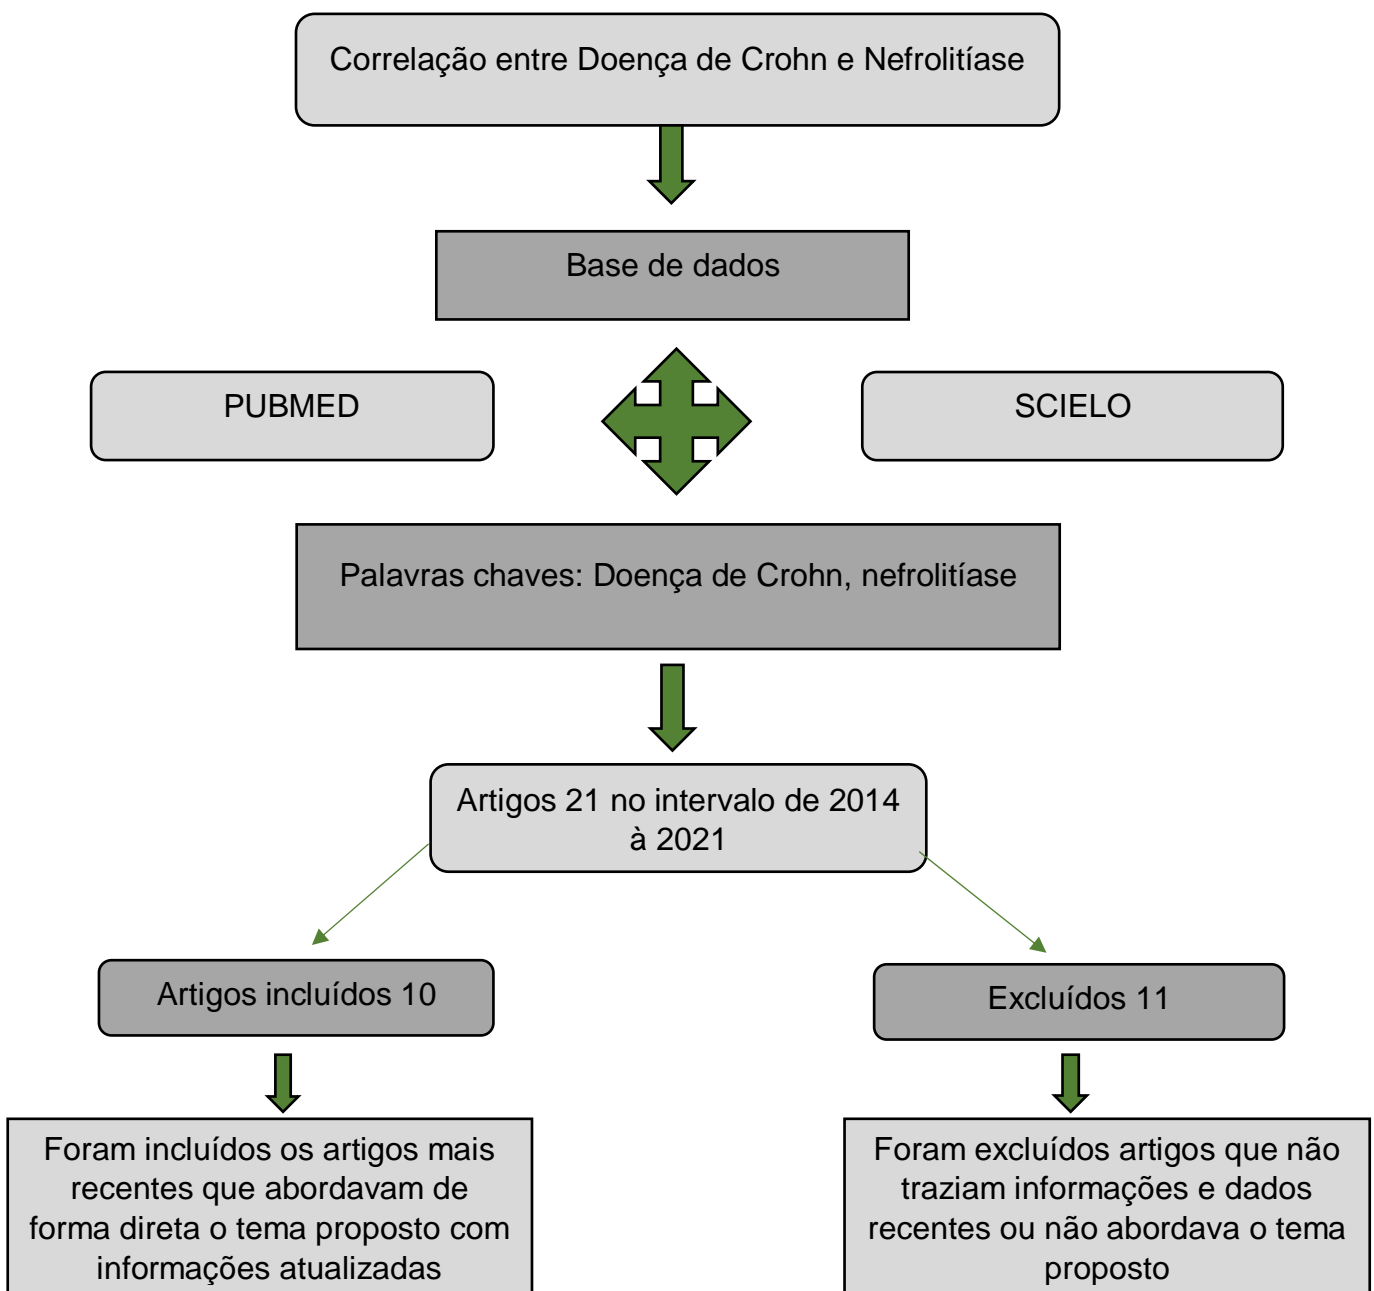 Correlação entre Doença de Crohn e Nefrolitíase
Base de dados
PUBMED
SCIELO
Palavras chaves: Doença de Crohn, nefrolitíase
Artigos 21 no intervalo de 2014
à 2021
Artigos incluídos 10
Excluídos 11
Foram incluídos os artigos mais
recentes que abordavam de
forma direta o tema proposto com
informações atualizadas
Foram excluídos artigos que não
traziam informações e dados
recentes ou não abordava o tema
proposto